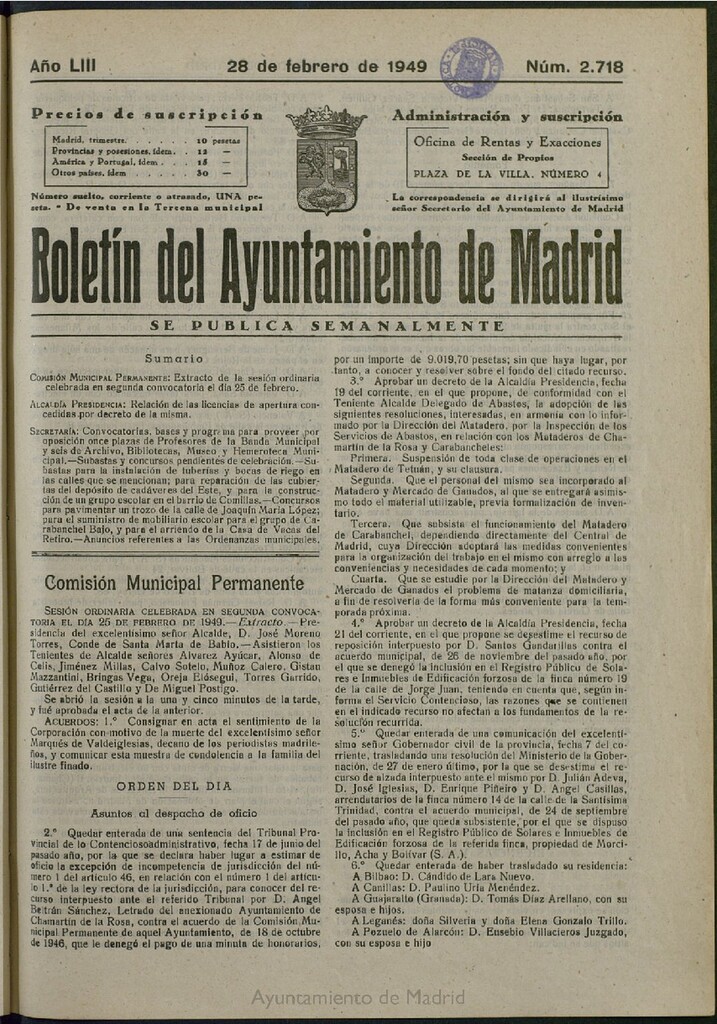 Año LIII
28 de febrero de 1949
Núm. 2.718
Precios de suscripción
Madrid, trimestre. . . . . . 10 pesetas
Provincias y posesiones, ídem. . . 12 —
América y Portugal, ídem. . . 15 —
Otros países, ídem . . . . . 30 —
Número suelto, corriente o atrasado, UNA pe-
seta. - De venta en la Tercena municipal
Administración y suscripción
Oficina de Rentas y Exacciones
Sección de Propios
PLAZA DE LA VILLA, NÚMERO 4
La correspondencia se dirigirá al ilustrísimo
señor Secretario del Ayuntamiento de Madrid
Boletín del Ayuntamiento de Madrid
SE PUBLICA SEMANALMENTE
Sumario
COMISIÓN MUNICIPAL PERMANENTE: Extracto de la sesión ordinaria
celebrada en segunda convocatoria el día 25 de febrero.
ALCALDÍA PRESIDENCIA: Relación de las licencias de apertura con-
cedidas por decreto de la misma.
SECRETARÍA: Convocatorias, bases y programa para proveer por
oposición once plazas de Profesores de la Banda Municipal
y seis de Archivo, Bibliotecas, Museo y Hemeroteca Muni-
cipal.—Subastas y concursos pendientes de celebración.—Su-
bastas para la instalación de tuberías y bocas de riego en
las calles que se mencionan; para reparación de las cubier-
tas del depósito de cadáveres del Este, y para la construc-
ción de un grupo escolar en el barrio de Comillas.—Concursos
para pavimentar un trozo de la calle de Joaquín María López;
para el suministro de mobiliario escolar para el grupo de Ca-
rabanchel Bajo, y para el arriendo de la Casa de Vacas del
Retiro.—Anuncios referentes a las Ordenanzas municipales.
Comisión Municipal Permanente
SESIÓN ORDINARIA CELEBRADA EN SEGUNDA CONVOCA-
TORIA EL DÍA 25 DE FEBRERO DE 1949.—Extracto.—Pre-
sidencia del excelentísimo señor Alcalde, D. José Moreno
Torres, Conde de Santa Marta de Babío.—Asistieron los
Tenientes de Alcalde señores Alvarez Ayúcar, Alonso de
Celis, Jiménez Millas, Calvo Sotelo, Muñoz Calero, Gistau
Mazzantini, Bringas Vega, Oreja Elósegui, Torres Garrido,
Gutiérrez del Castillo y De Miguel Postigo.
Se abrió la sesión a la una y cinco minutos de la tarde,
y fué aprobada el acta de la anterior.
ACUERDOS: 1.º Consignar en acta el sentimiento de la
Corporación con motivo de la muerte del excelentísimo señor
Marqués de Valdeiglesias, decano de los periodistas madrile-
ños, y comunicar esta muestra de condolencia a la familia del
ilustre finado.
ORDEN DEL DIA
Asuntos al despacho de oficio
2.º Quedar enterada de una sentencia del Tribunal Pro-
vincial de lo Contenciosoadministrativo, fecha 17 de junio del
pasado año, por la que se declara haber lugar a estimar de
oficio la excepción de incompetencia de jurisdicción del nú-
mero 1 del artículo 46, en relación con el número 1 del artícu-
lo 1.º de la ley rectora de la jurisdicción, para conocer del re-
curso interpuesto ante el referido Tribunal por D. Angel
Beltrán Sánchez, Letrado del anexionado Ayuntamiento de
Chamartín de la Rosa, contra el acuerdo de la Comisión Mu-
nicipal Permanente de aquel Ayuntamiento, de 18 de octubre
de 1946, que le denegó el pago de una minuta de honorarios,
por un importe de 9.019,70 pesetas; sin que haya lugar, por
tanto, a conocer y resolver sobre el fondo del citado recurso.
3.º Aprobar un decreto de la Alcaldía Presidencia, fecha
19 del corriente, en el que propone, de conformidad con el
Teniente Alcalde Delegado de Abastos, la adopción de las
siguientes resoluciones, interesadas, en armonía con lo infor-
mado por la Dirección del Matadero, por la Inspección de los
Servicios de Abastos, en relación con los Mataderos de Cha-
martín de la Rosa y Carabancheles:
Primera. Suspensión de toda clase de operaciones en el
Matadero de Tetuán, y su clausura.
Segunda. Que el personal del mismo sea incorporado al
Matadero y Mercado de Ganados, al que se entregará asimis-
mo todo el material utilizable, previa formalización de inven-
tario.
Tercera. Que subsista el funcionamiento del Matadero
de Carabanchel, dependiendo directamente del Central de
Madrid, cuya Dirección adoptará las medidas convenientes
para la organización del trabajo en el mismo con arreglo a las
conveniencias y necesidades de cada momento; y
Cuarta. Que se estudie por la Dirección del Matadero y
Mercado de Ganados el problema de matanza domiciliaria,
a fin de resolverla de la forma más conveniente para la tem-
porada próxima.
4.º Aprobar un decreto de la Alcaldía Presidencia, fecha
21 del corriente, en el que propone se desestime el recurso de
reposición interpuesto por D. Santos Gandarillas contra el
acuerdo municipal, de 26 de noviembre del pasado año, por
el que se denegó la inclusión en el Registro Público de Sola-
res e Inmuebles de Edificación forzosa de la finca número 19
de la calle de Jorge Juan, teniendo en cuenta que, según in-
forma el Servicio Contencioso, las razones que se contienen
en el indicado recurso no afectan a los fundamentos de la re-
solución recurrida.
5.º Quedar enterada de una comunicación del excelentí-
simo señor Gobernador civil de la provincia, fecha 7 del co-
rriente, trasladando una resolución del Ministerio de la Gober-
nación, de 27 de enero último, por la que se desestima el re-
curso de alzada interpuesto ante el mismo por D. Julián Adeva,
D. José Iglesias, D. Enrique Piñeiro y D. Angel Casillas,
arrendatarios de la finca número 14 de la calle de la Santísima
Trinidad, contra el acuerdo municipal, de 24 de septiembre
del pasado año, que queda subsistente, por el que se dispuso
la inclusión en el Registro Público de Solares e Inmuebles de
Edificación forzosa de la referida finca, propiedad de Morci-
llo, Acha y Bolívar (S. A.).
6.º Quedar enterada de haber trasladado su residencia:
A Bilbao: D. Cándido de Lara Nuevo.
A Canillas: D. Paulino Urla Menéndez.
A Guajaralto (Granada): D. Tomás Díaz Arellano, con su
esposa e hijos.
A Leganés: doña Silveria y doña Elena Gonzalo Trillo.
A Pozuelo de Alarcón: D. Eusebio Villacieros Juzgado,
con su esposa e hijo
Ayuntamiento de Madrid